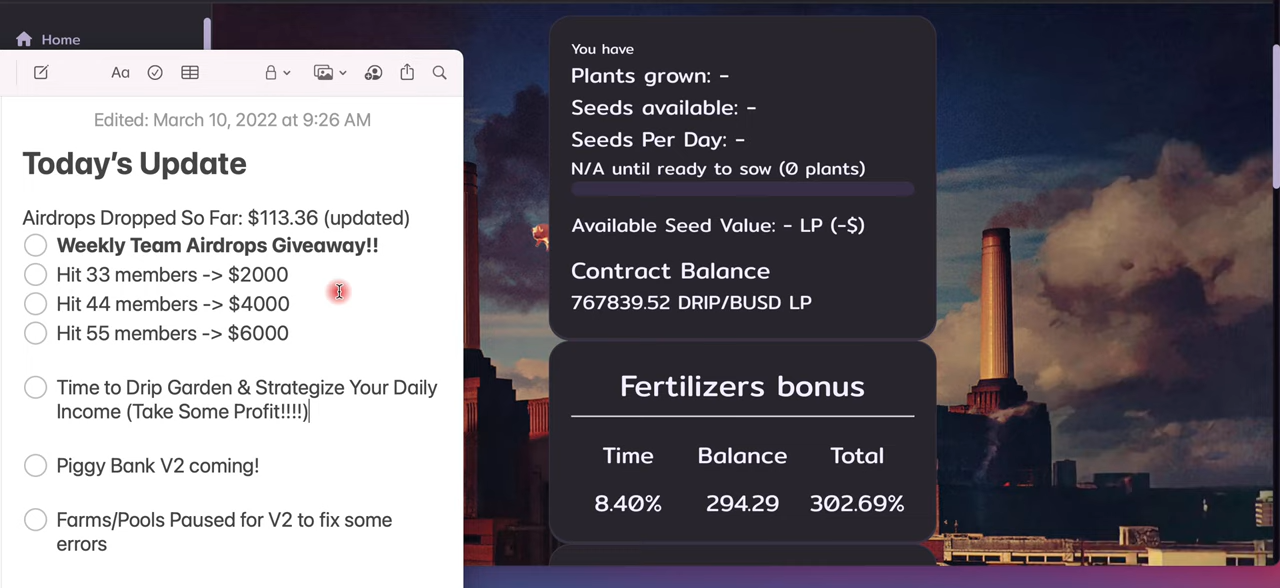 Home
Aa
Edited: March 10, 2022 at 9:26 AM
Today's Update
Airdrops Dropped So Far: $113.36 (updated)
Weekly Team Airdrops Giveaway!!
Hit 33 members -> $2000
Hit 44 members -> $4000
Hit 55 members -> $6000
Time to Drip Garden & Strategize Your Daily
Income (Take Some Profit!!!!)
Piggy Bank V2 coming!
Farms/Pools Paused for V2 to fix some
errors
You have
Plants grown: -
Seeds available: -
Seeds Per Day: -
N/A until ready to sow (0 plants)
Available Seed Value: - LP (-$)
Contract Balance
767839.52 DRIP/BUSD LP
Fertilizers bonus
Time Balance Total
8.40% 294.29 302.69%